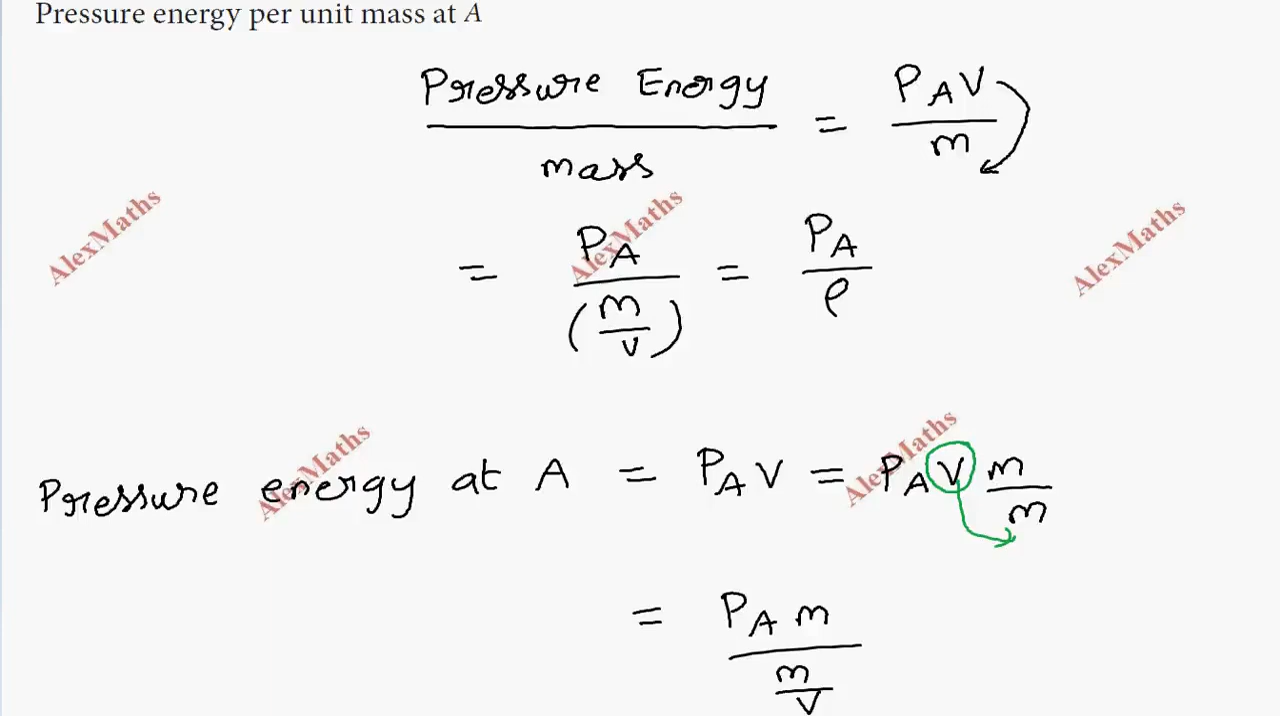 Pressure energy per unit mass at A
Pressure Energy / mass = P_A V / m
= P_A / (m/V) = P_A / ρ
AlexMaths AlexMaths AlexMaths
AlexMaths AlexMaths
Pressure energy at A = P_A V = P_A V m/m
= P_A m / (m/V)